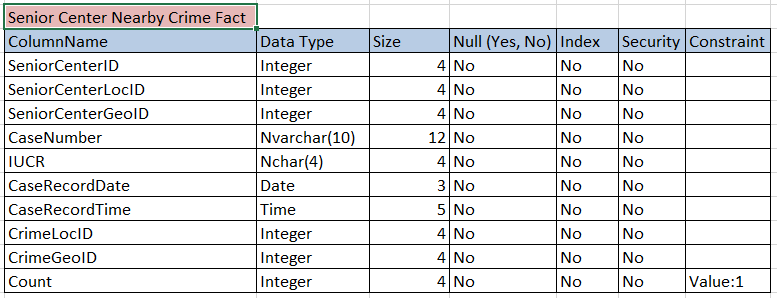 Senior Center Nearby Crime Fact
ColumnName Data Type Size Null (Yes, No) Index Security Constraint
SeniorCenterID Integer 4 No No No
SeniorCenterLocID Integer 4 No No No
SeniorCenterGeoID Integer 4 No No No
CaseNumber Nvarchar(10) 12 No No No
IUCR Nchar(4) 4 No No No
CaseRecordDate Date 3 No No No
CaseRecordTime Time 5 No No No
CrimeLocID Integer 4 No No No
CrimeGeoID Integer 4 No No No
Count Integer 4 No No No Value:1